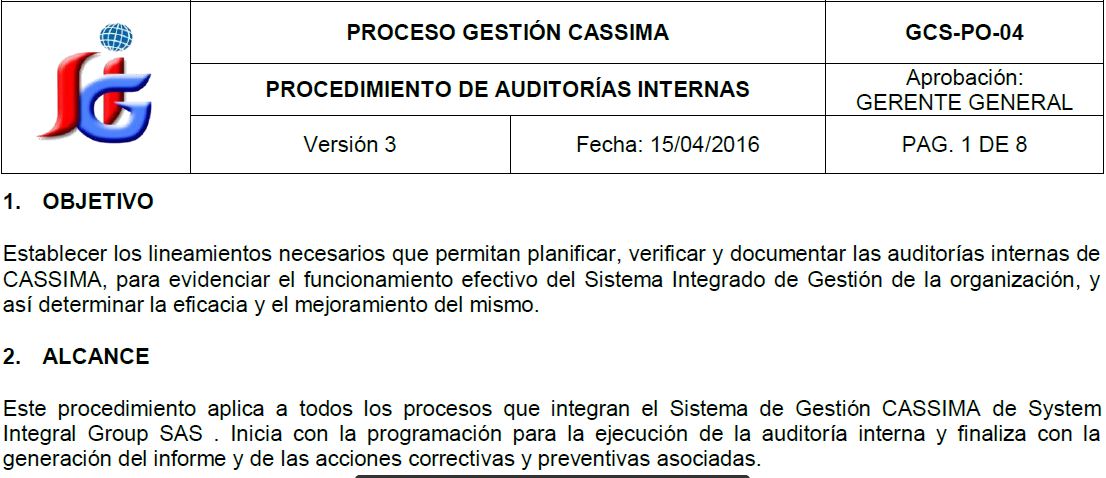 PROCESO GESTIÓN CASSIMA
GCS-PO-04
PROCEDIMIENTO DE AUDITORÍAS INTERNAS
Aprobación:
GERENTE GENERAL
Versión 3
Fecha: 15/04/2016
PAG. 1 DE 8
SIG
1. OBJETIVO
Establecer los lineamientos necesarios que permitan planificar, verificar y documentar las auditorías internas de
CASSIMA, para evidenciar el funcionamiento efectivo del Sistema Integrado de Gestión de la organización, y
así determinar la eficacia y el mejoramiento del mismo.
2. ALCANCE
Este procedimiento aplica a todos los procesos que integran el Sistema de Gestión CASSIMA de System
Integral Group SAS . Inicia con la programación para la ejecución de la auditoría interna y finaliza con la
generación del informe y de las acciones correctivas y preventivas asociadas.